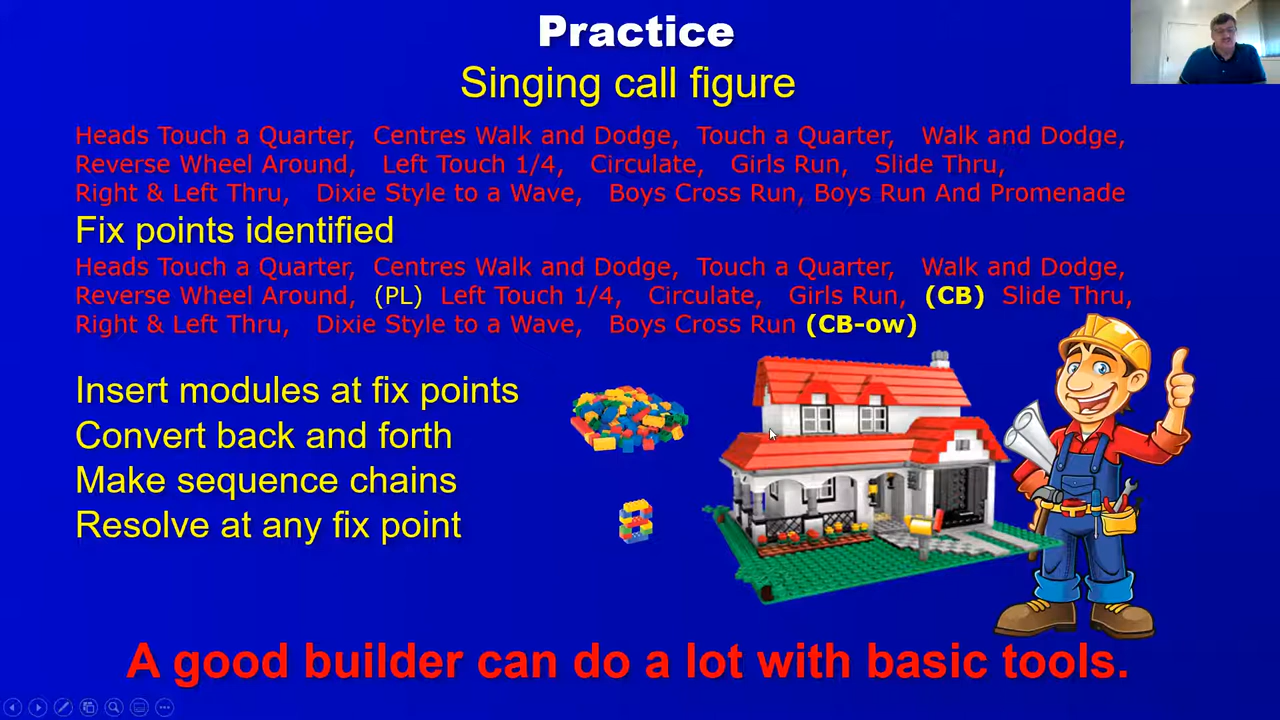 Practice
Singing call figure
Heads Touch a Quarter, Centres Walk and Dodge, Touch a Quarter, Walk and Dodge,
Reverse Wheel Around, Left Touch 1/4, Circulate, Girls Run, Slide Thru,
Right & Left Thru, Dixie Style to a Wave, Boys Cross Run, Boys Run And Promenade
Fix points identified
Heads Touch a Quarter, Centres Walk and Dodge, Touch a Quarter, Walk and Dodge,
Reverse Wheel Around, (PL) Left Touch 1/4, Circulate, Girls Run, (CB) Slide Thru,
Right & Left Thru, Dixie Style to a Wave, Boys Cross Run (CB-ow)
Insert modules at fix points
Convert back and forth
Make sequence chains
Resolve at any fix point
A good builder can do a lot with basic tools.